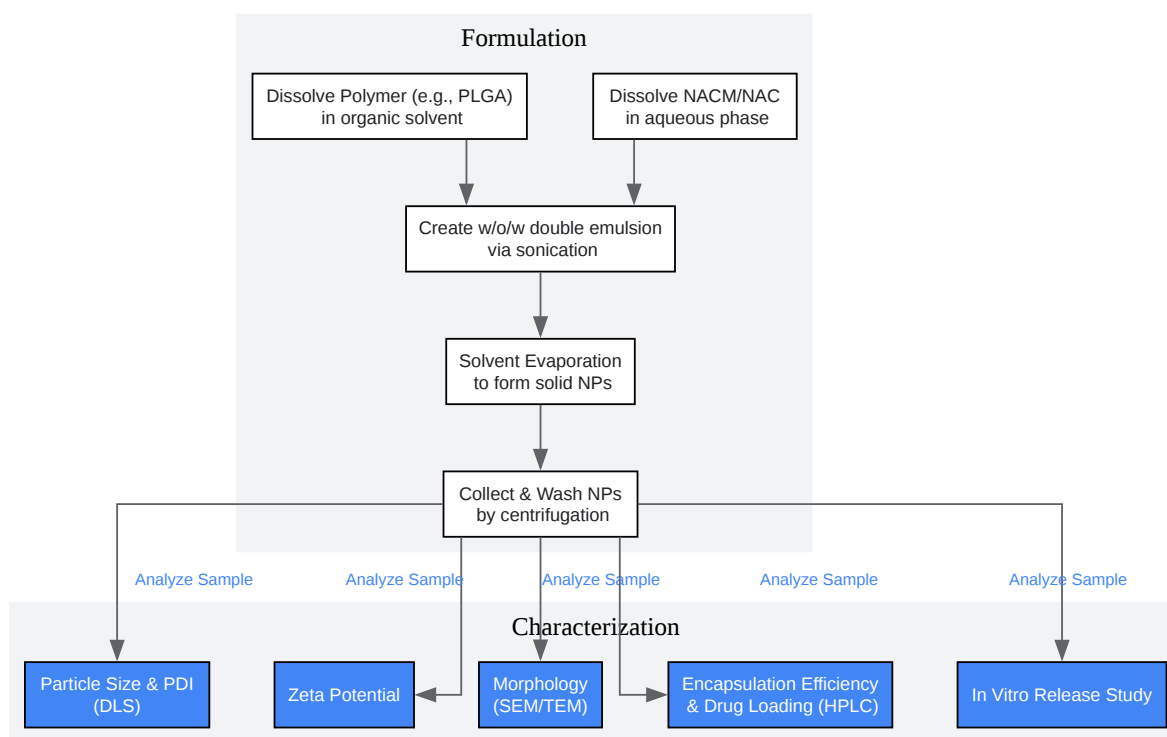 Formulation
Dissolve Polymer (e.g., PLGA)
in organic solvent
Dissolve NACM/NAC
in aqueous phase
Create w/o/w double emulsion
via sonication
Solvent Evaporation
to form solid NPs
Collect & Wash NPs
by centrifugation
Analyze Sample
Analyze Sample
Analyze Sample
Analyze Sample
Analyze Sample
Characterization
Particle Size & PDI
(DLS)
Zeta Potential
Morphology
(SEM/TEM)
Encapsulation Efficiency
& Drug Loading (HPLC)
In Vitro Release Study